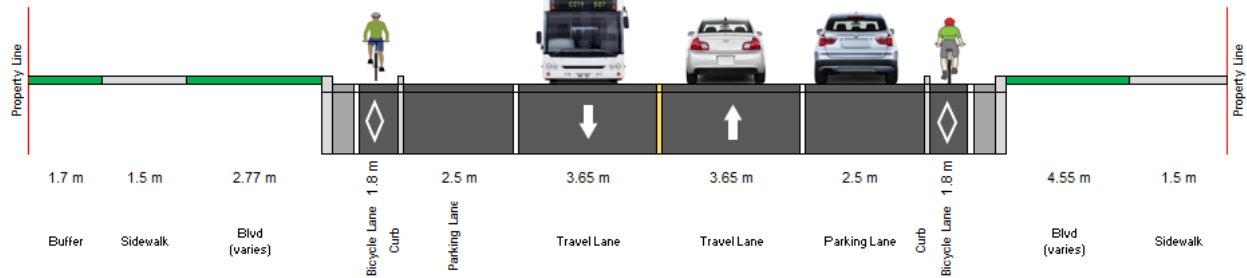 CITY 507
Property Line
Property Line
1.7 m
1.5 m
2.77 m
1.8 m
2.5 m
3.65 m
3.65 m
2.5 m
1.8 m
4.55 m
1.5 m
Buffer
Sidewalk
Blvd
(varies)
Bicycle Lane
Curb
Parking Lane
Travel Lane
Travel Lane
Parking Lane
Curb
Bicycle Lane
Blvd
(varies)
Sidewalk